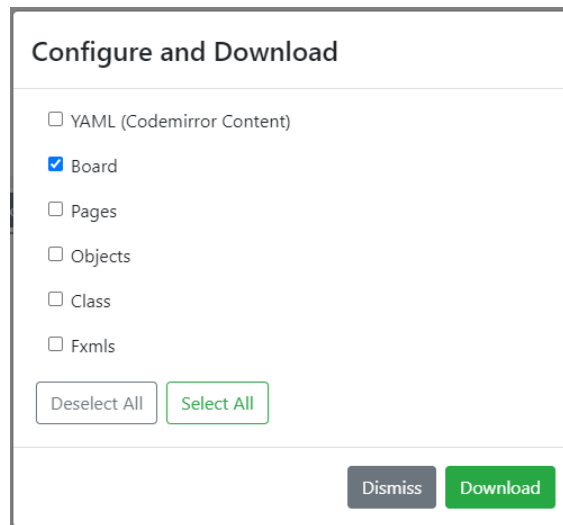 Configure and Download
YAML (Codemirror Content)
Board
Pages
Objects
Class
Fxmls
Deselect All Select All
Dismiss Download